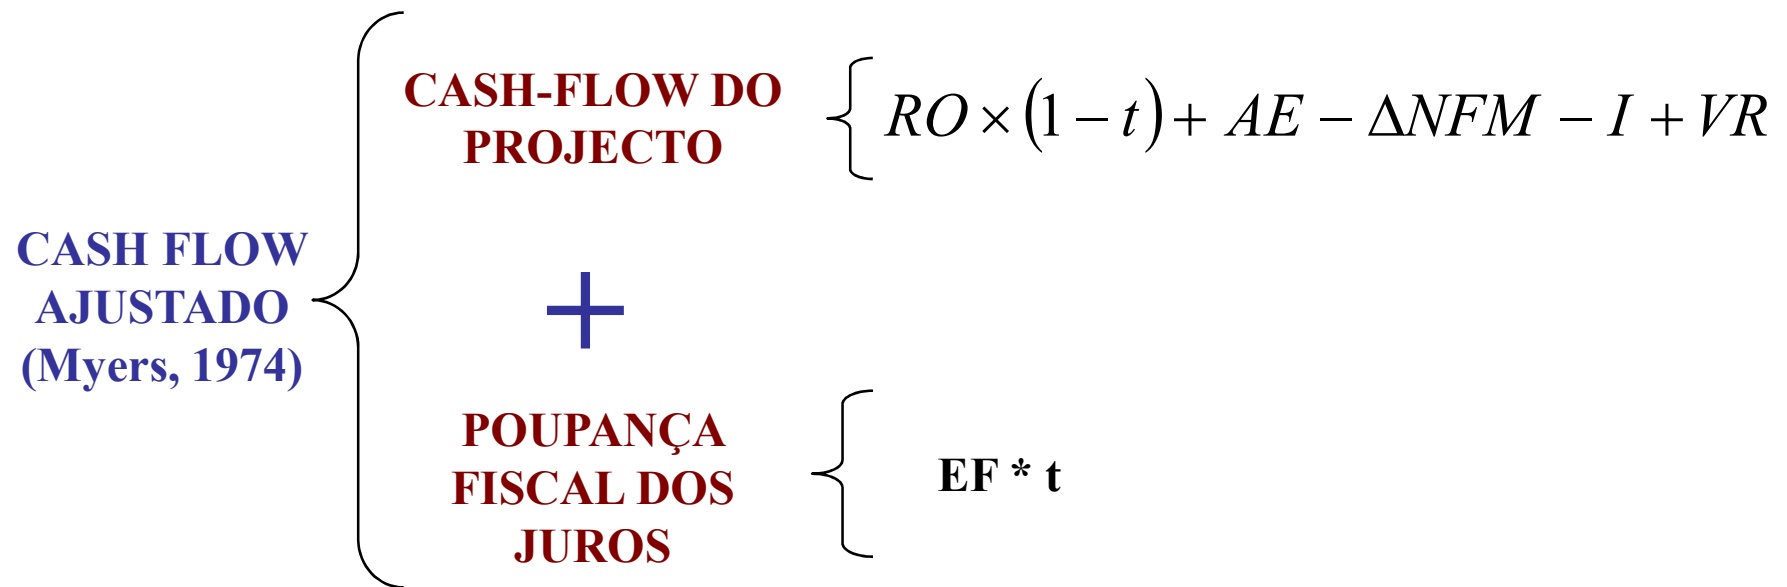 CASH FLOW
AJUSTADO
(Myers, 1974)
CASH-FLOW DO
PROJECTO
RO × (1 − t) + AE − ΔNFM − I + VR
+
POUPANÇA
FISCAL DOS
JUROS
EF * t